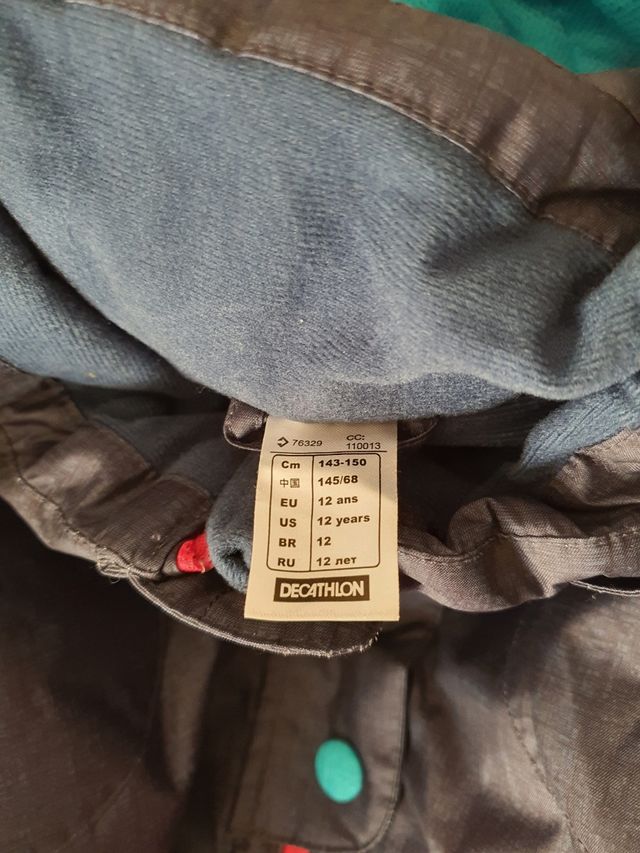 76329 CC: 110013
Cm 143-150
中国 145/68
EU 12 ans
US 12 years
BR 12
RU 12 лет
DECATHLON